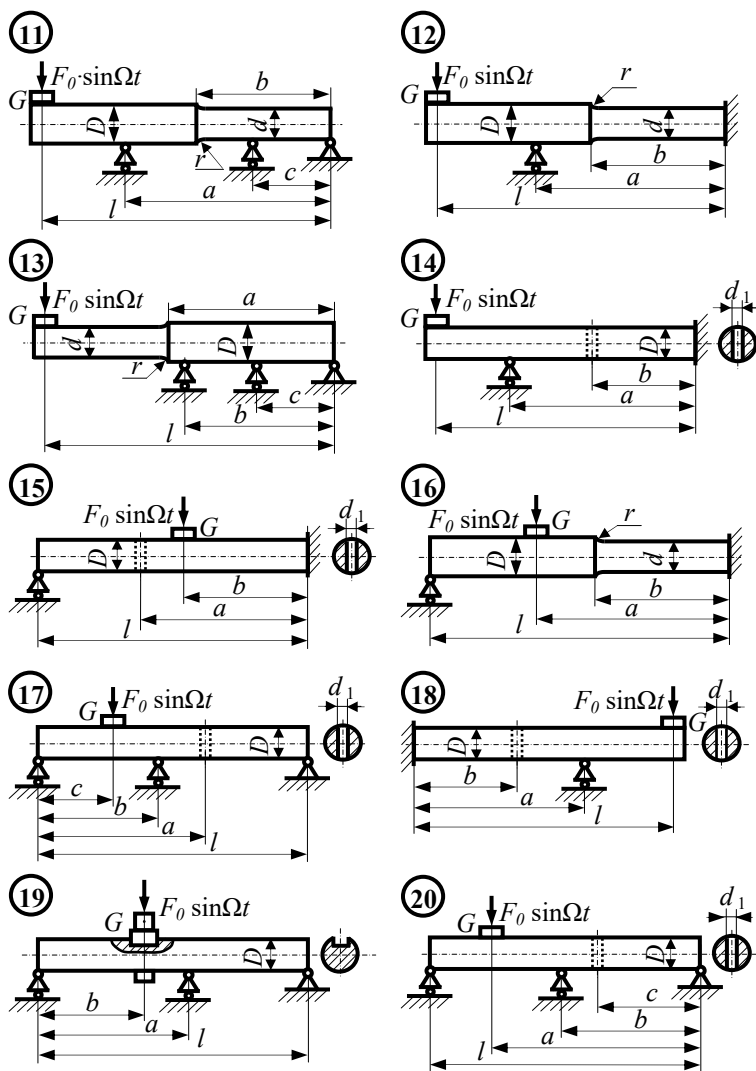 11
F₀·sinΩt
G
D
d
b
r
c
a
l
12
F₀ sinΩt
G
r
D
d
b
a
l
13
F₀ sinΩt
G
a
d
D
r
c
b
l
14
F₀ sinΩt
G
d₁
D
b
a
l
15
F₀ sinΩt
G
d₁
D
b
a
l
16
F₀ sinΩt
G
r
D
d
b
a
l
17
G
F₀ sinΩt
d₁
D
c
b
a
l
18
F₀ sinΩt
G
d₁
D
b
a
l
19
F₀ sinΩt
G
D
b
a
l
20
G
F₀ sinΩt
d₁
D
c
b
a
l